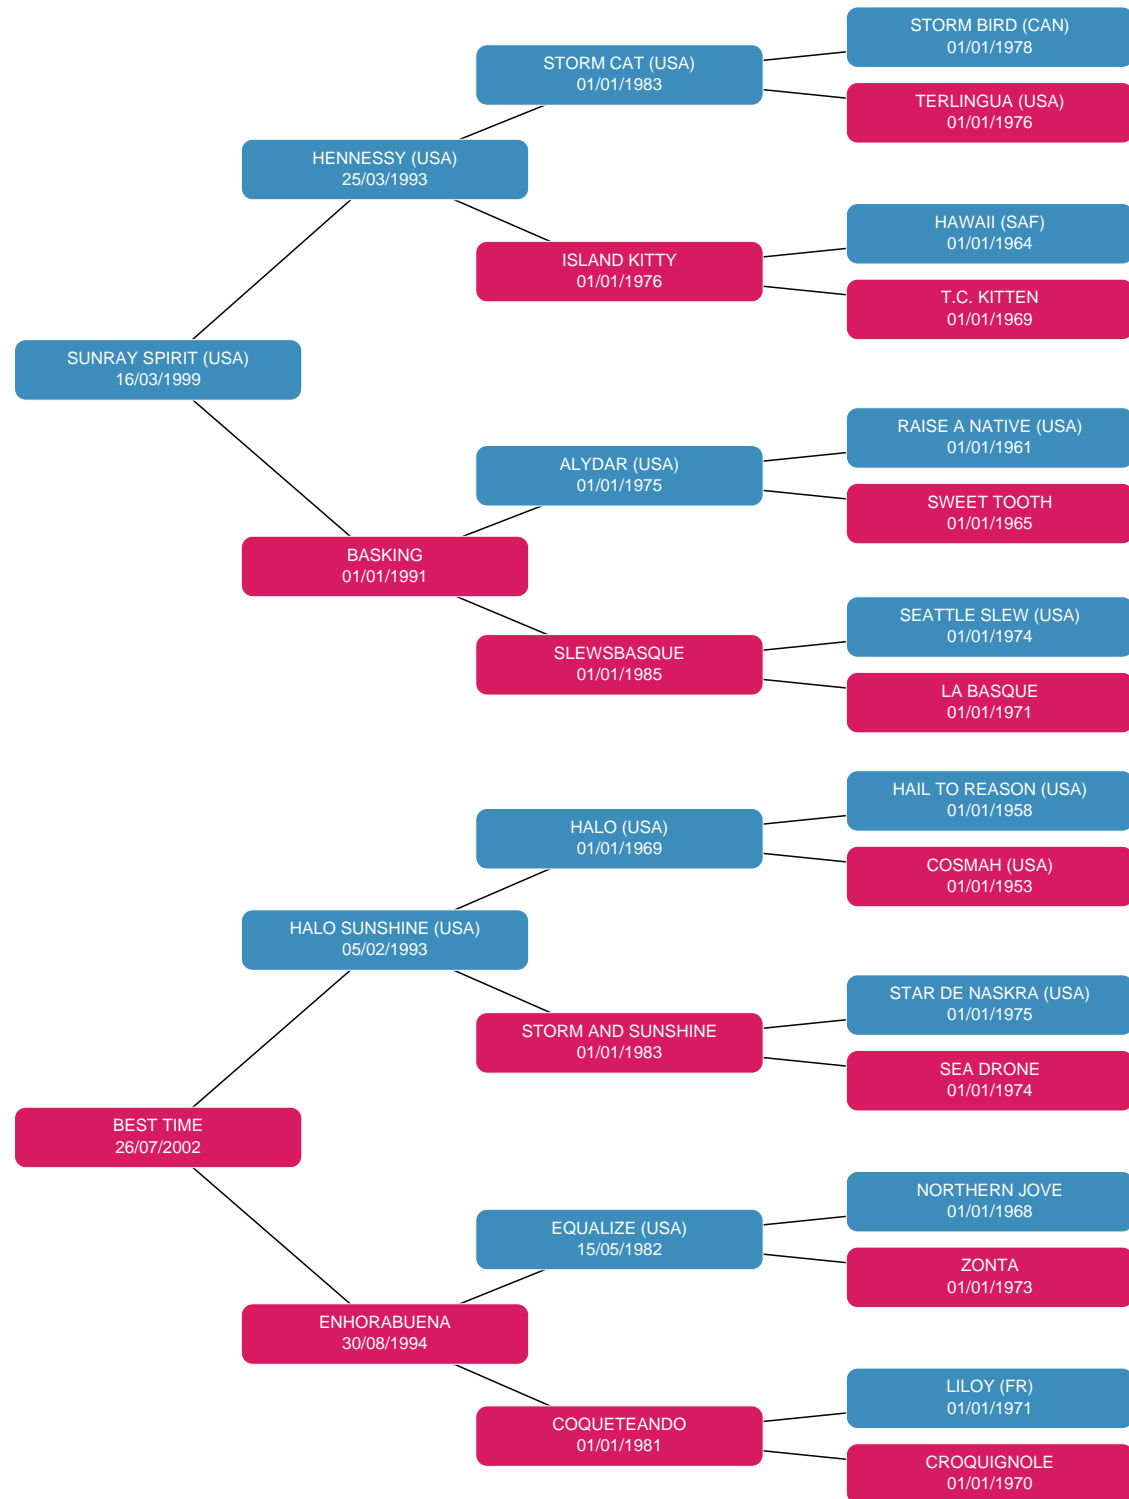 STORM BIRD (CAN)
01/01/1978
STORM CAT (USA)
01/01/1983
TERLINGUA (USA)
01/01/1976
HENNESSY (USA)
25/03/1993
HAWAII (SAF)
01/01/1964
ISLAND KITTY
01/01/1976
T.C. KITTEN
01/01/1969
SUNRAY SPIRIT (USA)
16/03/1999
RAISE A NATIVE (USA)
01/01/1961
ALYDAR (USA)
01/01/1975
SWEET TOOTH
01/01/1965
BASKING
01/01/1991
SEATTLE SLEW (USA)
01/01/1974
SLEWSBASQUE
01/01/1985
LA BASQUE
01/01/1971
HAIL TO REASON (USA)
01/01/1958
HALO (USA)
01/01/1969
COSMAH (USA)
01/01/1953
HALO SUNSHINE (USA)
05/02/1993
STAR DE NASKRA (USA)
01/01/1975
STORM AND SUNSHINE
01/01/1983
SEA DRONE
01/01/1974
BEST TIME
26/07/2002
NORTHERN JOVE
01/01/1968
EQUALIZE (USA)
15/05/1982
ZONTA
01/01/1973
ENHORABUENA
30/08/1994
LILOY (FR)
01/01/1971
COQUETEANDO
01/01/1981
CROQUIGNOLE
01/01/1970